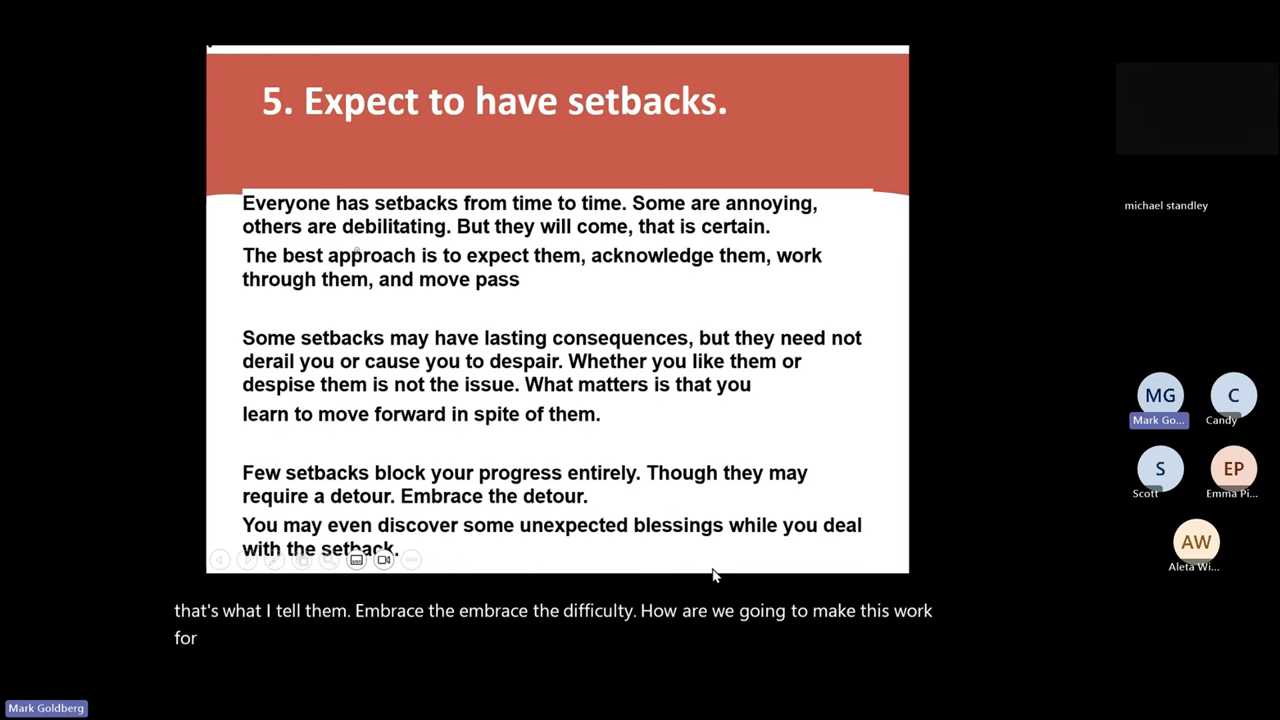 5. Expect to have setbacks.
Everyone has setbacks from time to time. Some are annoying,
others are debilitating. But they will come, that is certain.
The best approach is to expect them, acknowledge them, work
through them, and move pass
Some setbacks may have lasting consequences, but they need not
derail you or cause you to despair. Whether you like them or
despise them is not the issue. What matters is that you
learn to move forward in spite of them.
Few setbacks block your progress entirely. Though they may
require a detour. Embrace the detour.
You may even discover some unexpected blessings while you deal
with the setback.
that's what I tell them. Embrace the embrace the difficulty. How are we going to make this work
for
Mark Goldberg
michael standley
MG
C
Mark Go...
Candy
S
EP
Scott
Emma Pi...
AW
Aleta Wi...